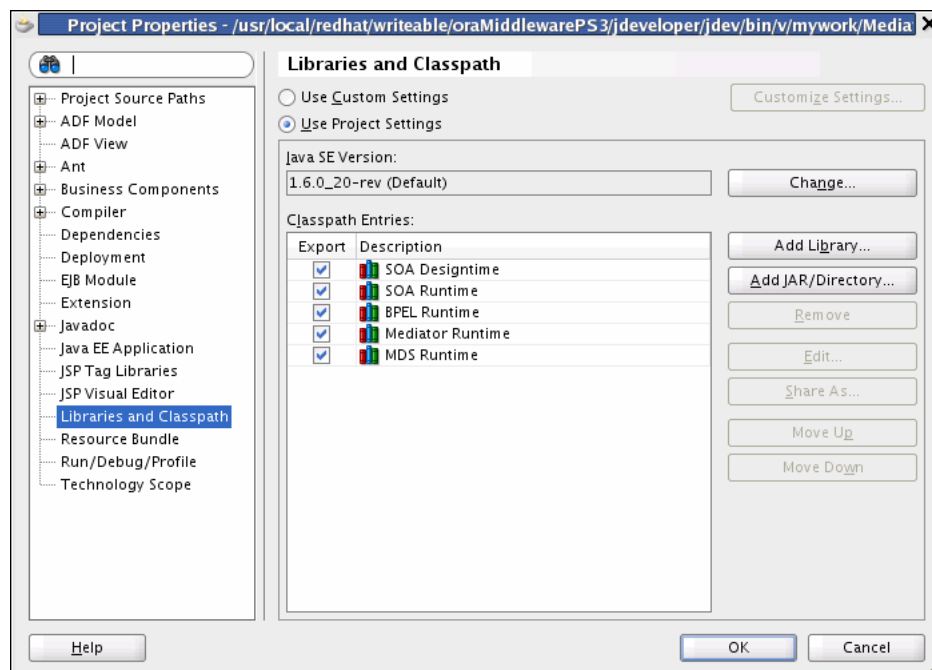 Project Properties - /usr/local/redhat/writeable/oraMiddlewarePS3/jdeveloper/jdev/bin/v/mywork/Media
Project Source Paths
ADF Model
ADF View
Ant
Business Components
Compiler
Dependencies
Deployment
EJB Module
Extension
Javadoc
Java EE Application
JSP Tag Libraries
JSP Visual Editor
Libraries and Classpath
Resource Bundle
Run/Debug/Profile
Technology Scope
Libraries and Classpath
Use Custom Settings
Customize Settings...
Use Project Settings
Java SE Version:
1.6.0_20-rev (Default)
Change...
Classpath Entries:
Export Description
SOA Designtime
SOA Runtime
BPEL Runtime
Mediator Runtime
MDS Runtime
Add Library...
Add JAR/Directory...
Remove
Edit...
Share As...
Move Up
Move Down
Help
OK
Cancel